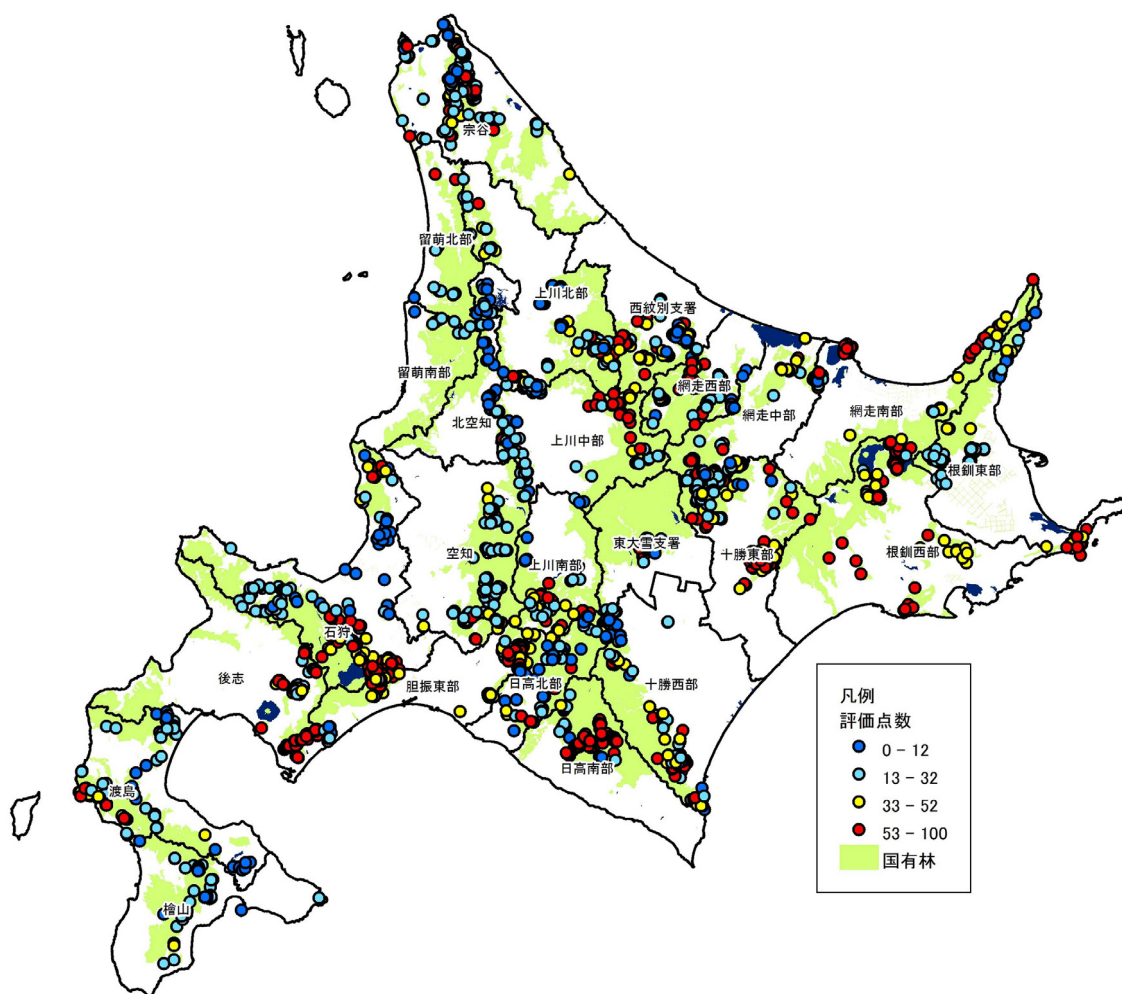 宗谷
留萌北部
上川北部
西紋別支署
留萌南部
網走西部
網走中部
北空知
上川中部
網走南部
根釧東部
空知
東大雪支署
上川南部
十勝東部
根釧西部
石狩
後志
胆振東部
日高北部
十勝西部
日高南部
渡島
檜山
凡例
評価点数
0 - 12
13 - 32
33 - 52
53 - 100
国有林